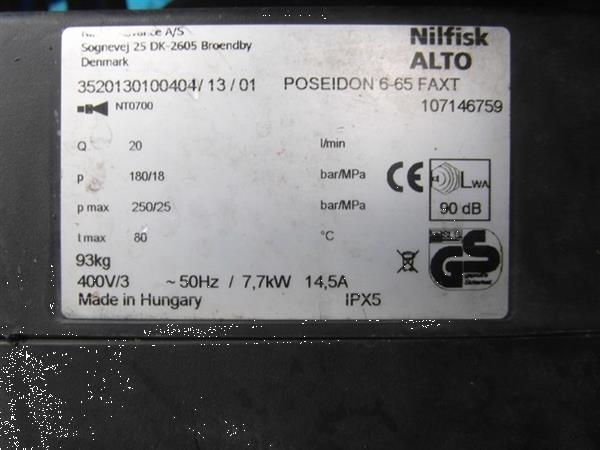 A/S
Sognevej 25 DK-2605 Broendby
Denmark
Nilfisk
ALTO
3520130100404/ 13 / 01 POSEIDON 6-65 FAXT
NT0700 107146759
Q 20 l/min
p 180/18 bar/MPa
p max 250/25 bar/MPa
t max 80 °C
CE
LWA
90 dB
GS
93kg
400V/3 ~ 50Hz / 7,7kW 14,5A
Made in Hungary IPX5